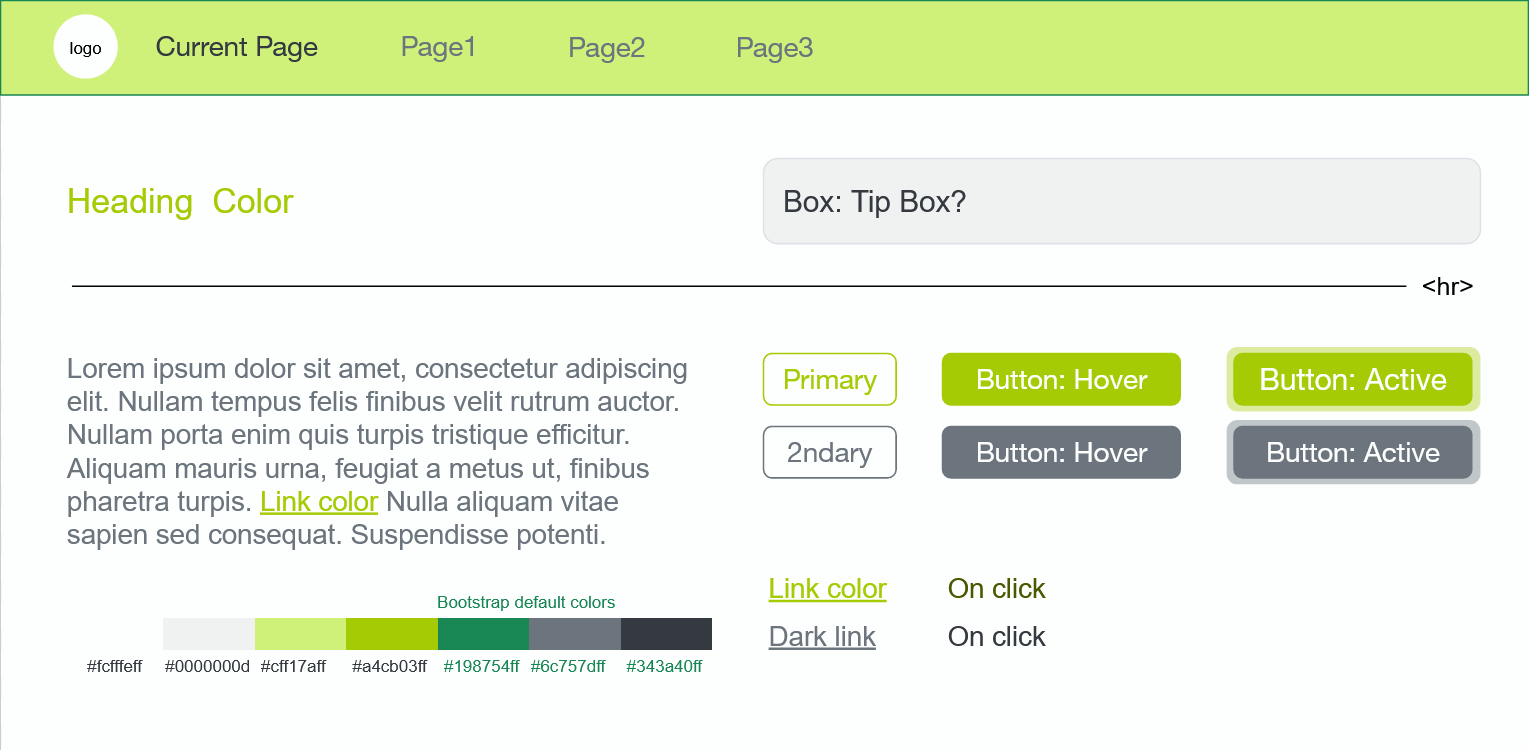 logo
Current Page
Page1
Page2
Page3
Heading  Color
Box: Tip Box?
<hr>
Lorem ipsum dolor sit amet, consectetur adipiscing
elit. Nullam tempus felis finibus velit rutrum auctor.
Nullam porta enim quis turpis tristique efficitur.
Aliquam mauris urna, feugiat a metus ut, finibus
pharetra turpis. Link color Nulla aliquam vitae
sapien sed consequat. Suspendisse potenti.
Primary
Button: Hover
Button: Active
2ndary
Button: Hover
Button: Active
Link color
On click
Dark link
On click
Bootstrap default colors
#fcfffeff
#0000000d
#cff17aff
#a4cb03ff
#198754ff
#6c757dff
#343a40ff